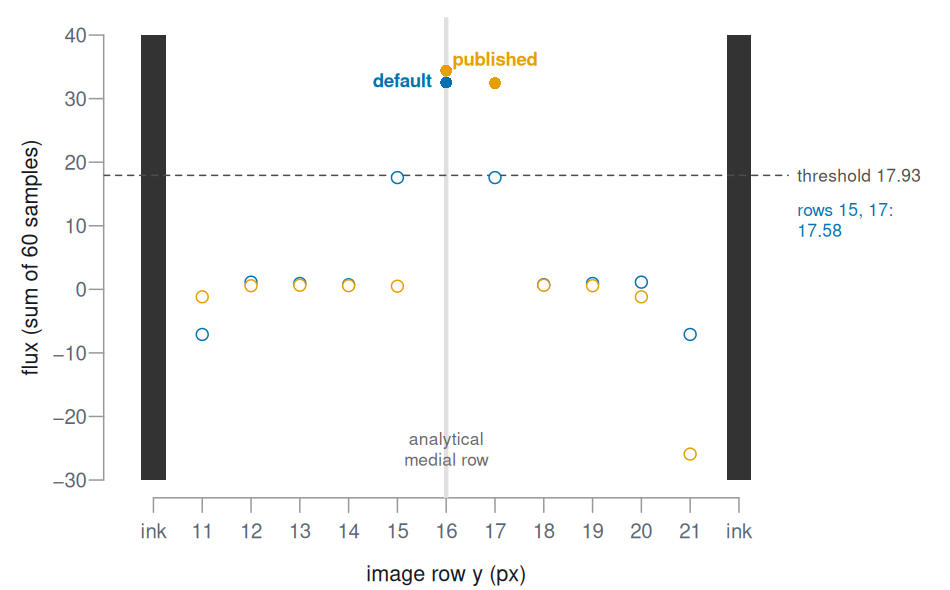 40
30
20
10
0
−10
−20
−30
flux (sum of 60 samples)
published
default
threshold 17.93
rows 15, 17:
17.58
analytical
medial row
ink 11 12 13 14 15 16 17 18 19 20 21 ink
image row y (px)